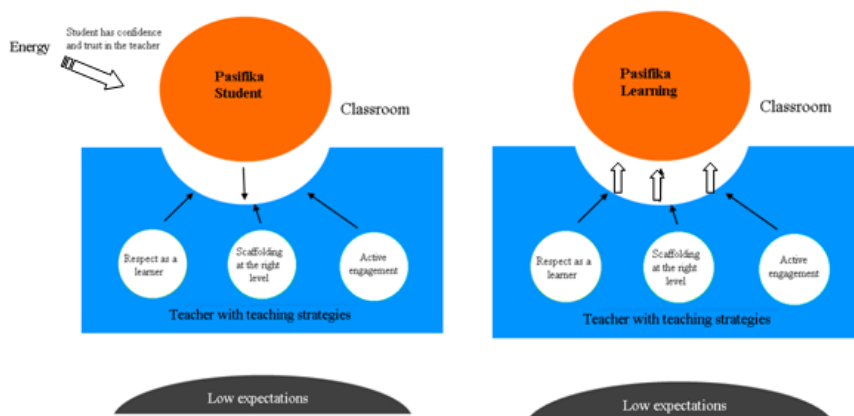 Energy
Student has confidence
and trust in the teacher
Pasifika
Student
Classroom
Respect as a
learner
Scaffolding
at the right
level
Active
engagement
Teacher with teaching strategies
Low expectations
Pasifika
Learning
Classroom
Respect as a
learner
Scaffolding
at the right
level
Active
engagement
Teacher with teaching strategies
Low expectations